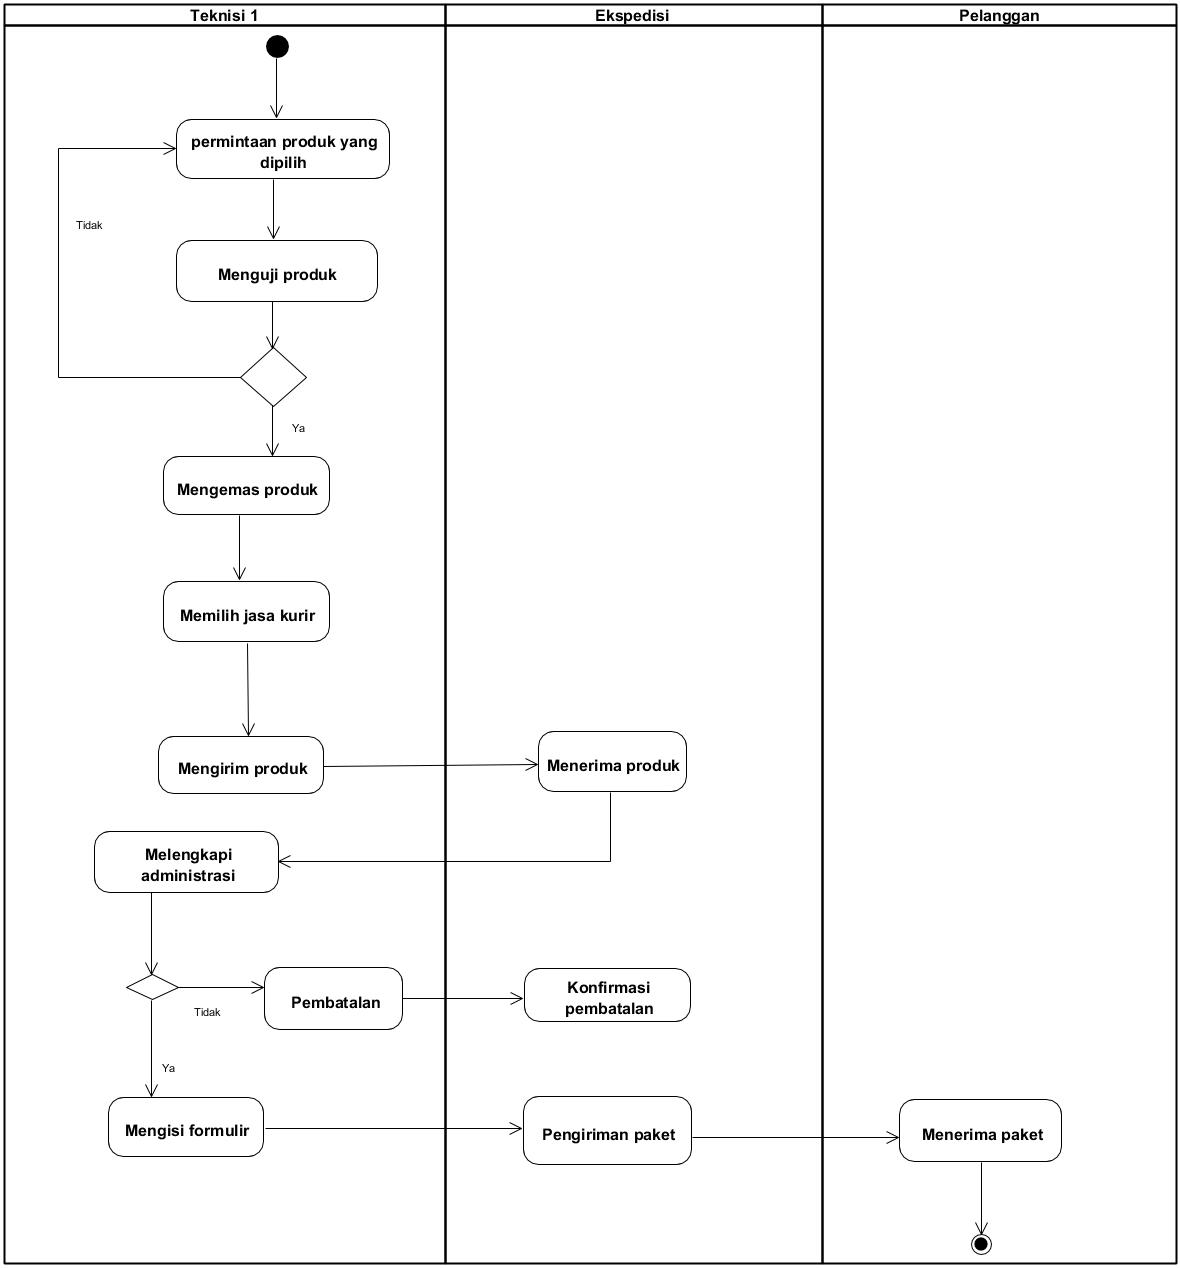 Teknisi 1
Ekspedisi
Pelanggan
permintaan produk yang
dipilih
Tidak
Menguji produk
Ya
Mengemas produk
Memilih jasa kurir
Mengirim produk
Menerima produk
Melengkapi
administrasi
Pembatalan
Tidak
Konfirmasi
pembatalan
Ya
Mengisi formulir
Pengiriman paket
Menerima paket